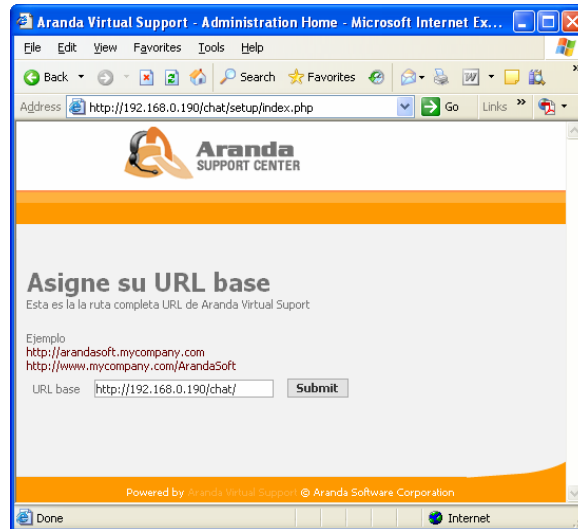 Aranda Virtual Support - Administration Home - Microsoft Internet Ex...
File Edit View Favorites Tools Help
Back Search Favorites
Address http://192.168.0.190/chat/setup/index.php Go Links
Aranda
SUPPORT CENTER
Asigne su URL base
Esta es la la ruta completa URL de Aranda Virtual Suport
Ejemplo
http://arandasoft.mycompany.com
http://www.mycompany.com/ArandaSoft
URL base http://192.168.0.190/chat/ Submit
Powered by Aranda Virtual Support © Aranda Software Corporation
Done Internet